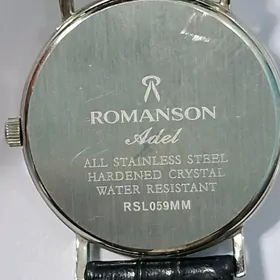 ROMANSON
Adel
ALL STAINLESS STEEL
HARDENED CRYSTAL
WATER RESISTANT
RSL059MM